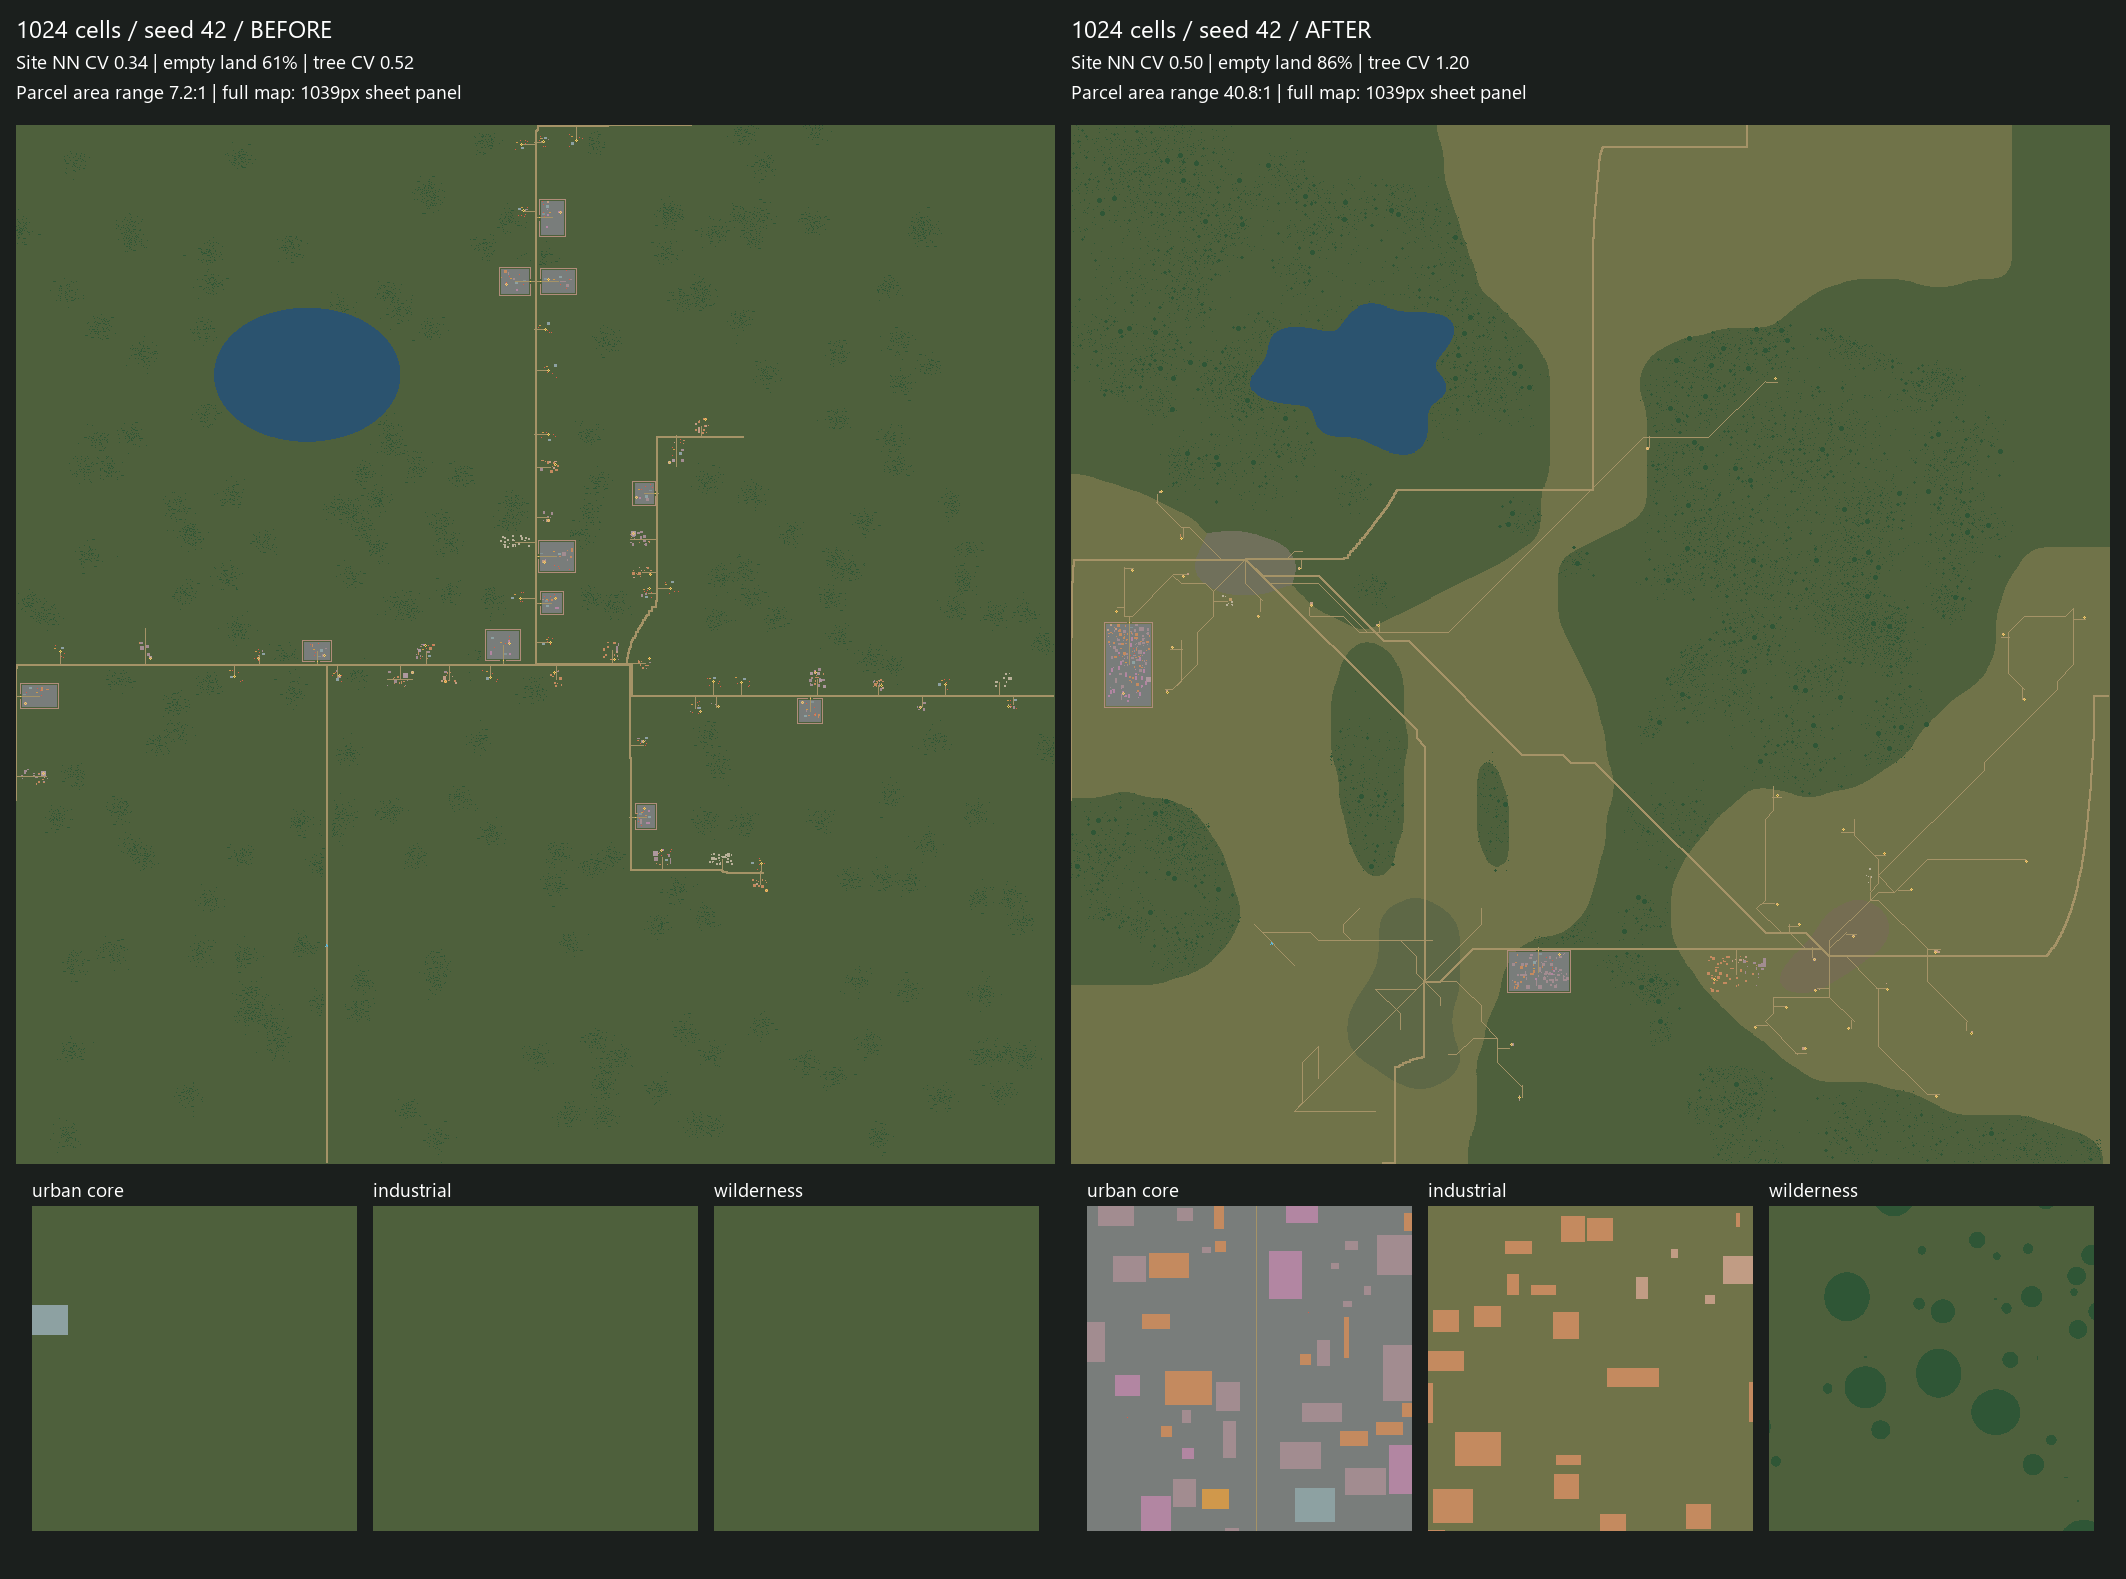 1024 cells / seed 42 / BEFORE
Site NN CV 0.34 | empty land 61% | tree CV 0.52
Parcel area range 7.2:1 | full map: 1039px sheet panel
1024 cells / seed 42 / AFTER
Site NN CV 0.50 | empty land 86% | tree CV 1.20
Parcel area range 40.8:1 | full map: 1039px sheet panel
urban core
industrial
wilderness
urban core
industrial
wilderness